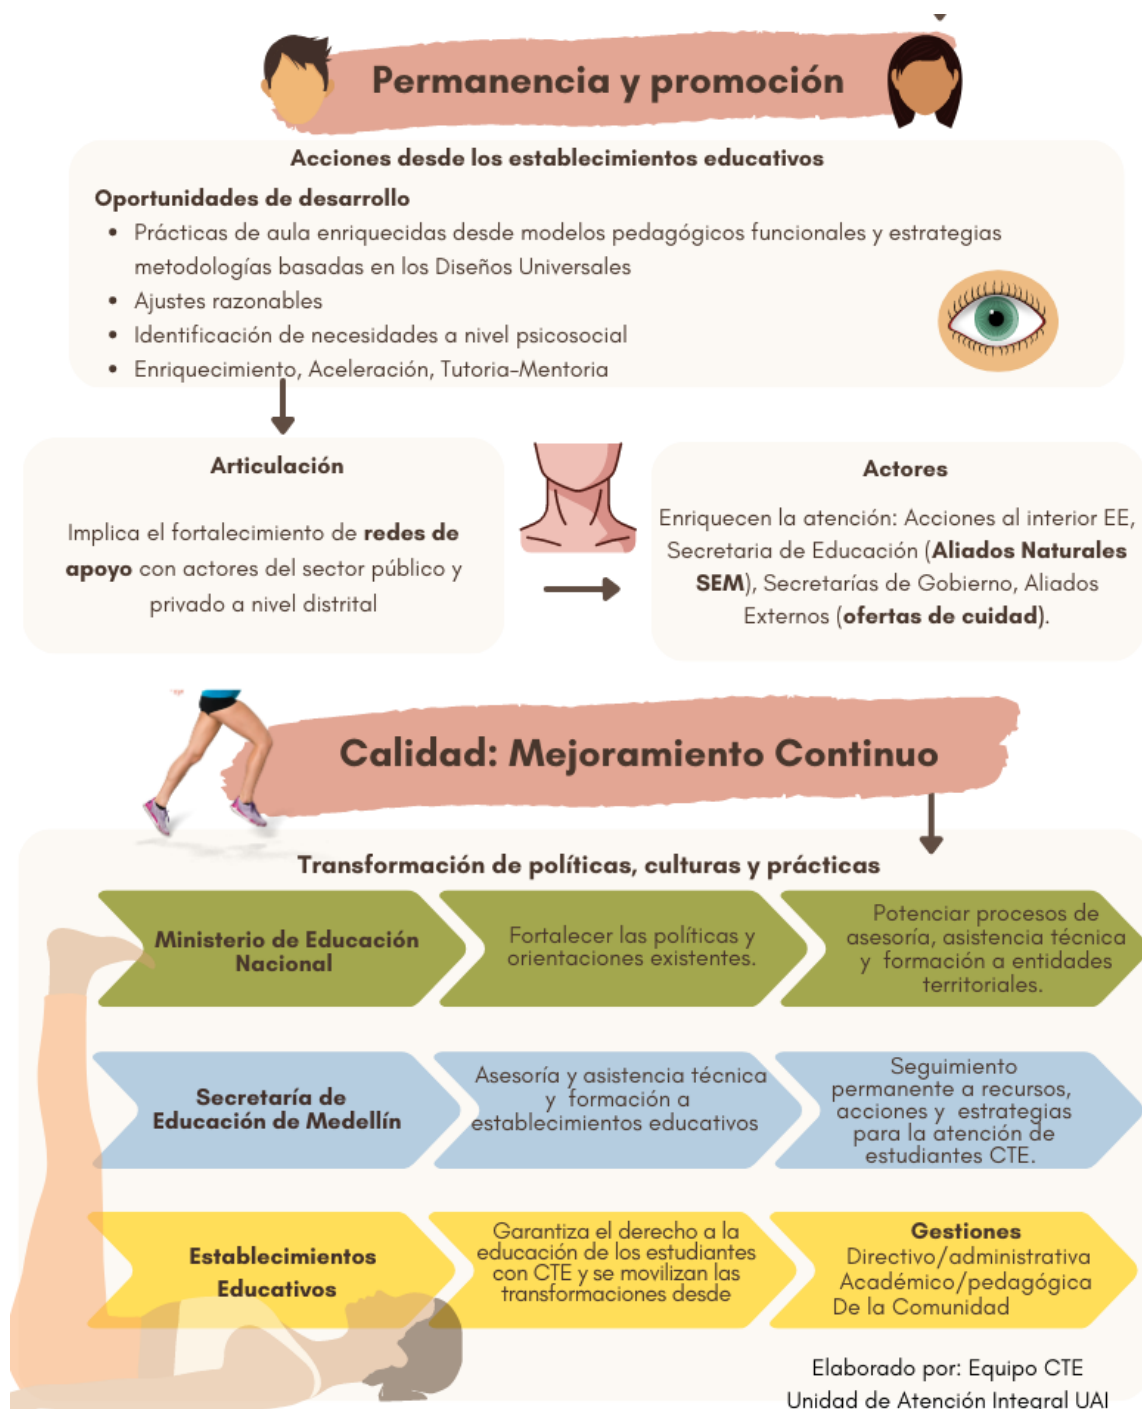 Permanencia y promoción
Acciones desde los establecimientos educativos
Oportunidades de desarrollo
• Prácticas de aula enriquecidas desde modelos pedagógicos funcionales y estrategias
metodologías basadas en los Diseños Universales
• Ajustes razonables
• Identificación de necesidades a nivel psicosocial
• Enriquecimiento, Aceleración, Tutoria-Mentoria
Articulación
Implica el fortalecimiento de redes de
apoyo con actores del sector público y
privado a nivel distrital
Actores
Enriquecen la atención: Acciones al interior EE,
Secretaria de Educación (Aliados Naturales
SEM), Secretarías de Gobierno, Aliados
Externos (ofertas de cuidad).
Calidad: Mejoramiento Continuo
Transformación de políticas, culturas y prácticas
Ministerio de Educación
Nacional
Fortalecer las políticas y
orientaciones existentes.
Potenciar procesos de
asesoría, asistencia técnica
y formación a entidades
territoriales.
Secretaría de
Educación de Medellín
Asesoría y asistencia técnica
y formación a
establecimientos educativos
Seguimiento
permanente a recursos,
acciones y estrategias
para la atención de
estudiantes CTE.
Establecimientos
Educativos
Garantiza el derecho a la
educación de los estudiantes
con CTE y se movilizan las
transformaciones desde
Gestiones
Directivo/administrativa
Académico/pedagógica
De la Comunidad
Elaborado por: Equipo CTE
Unidad de Atención Integral UAI